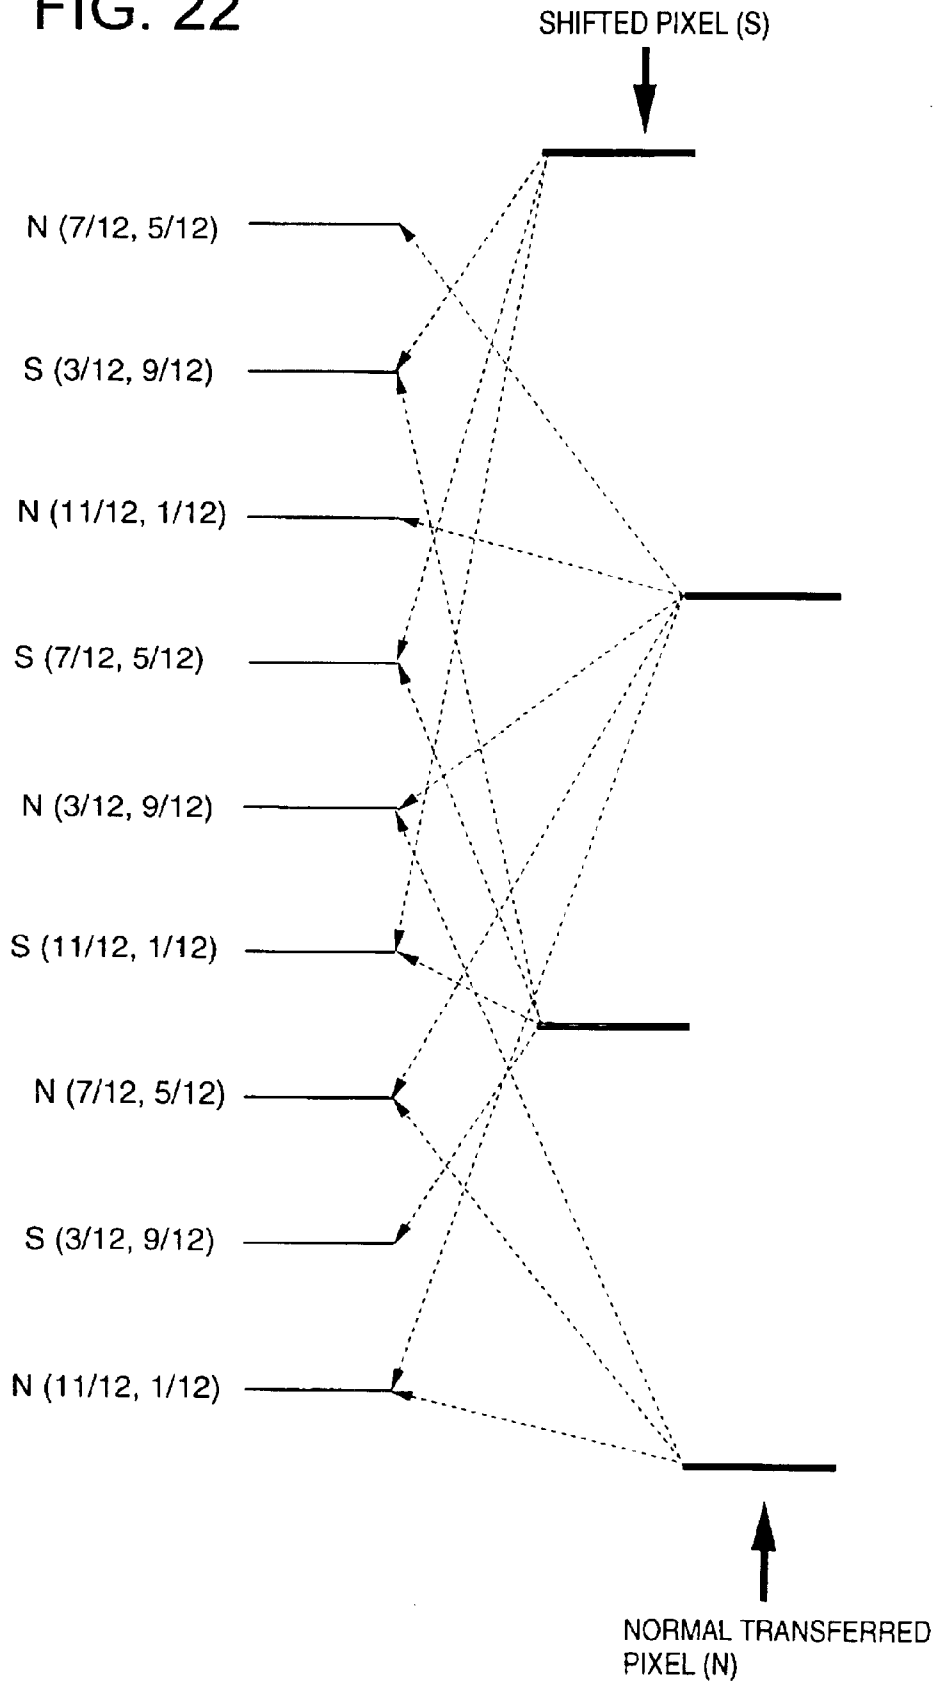 FIG. 22
SHIFTED PIXEL (S)
N (7/12, 5/12)
S (3/12, 9/12)
N (11/12, 1/12)
S (7/12, 5/12)
N (3/12, 9/12)
S (11/12, 1/12)
N (7/12, 5/12)
S (3/12, 9/12)
N (11/12, 1/12)
NORMAL TRANSFERRED
PIXEL (N)